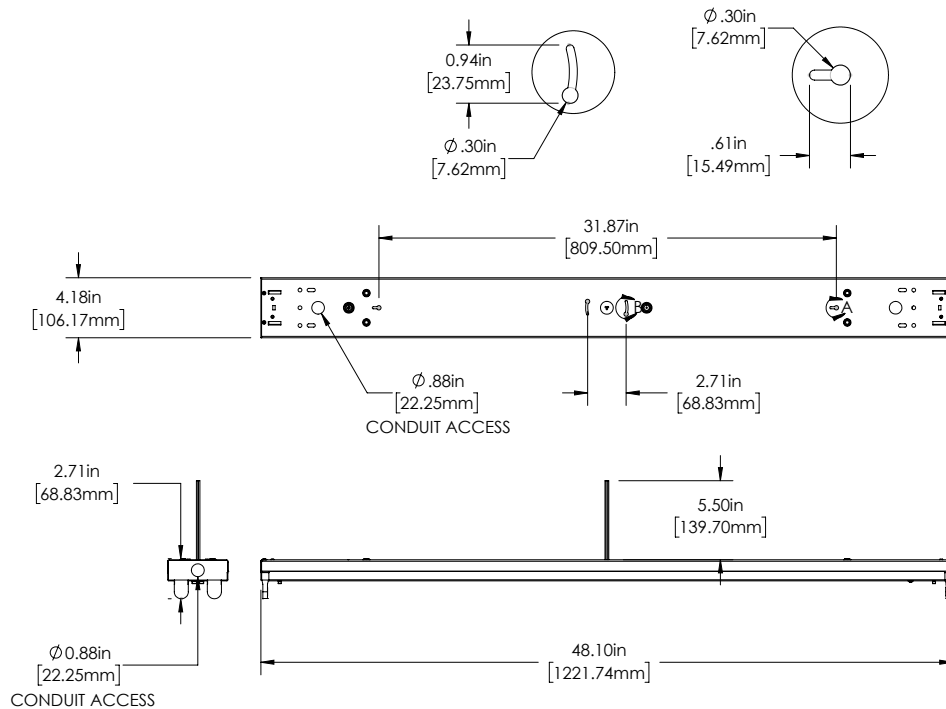 0.94in
[23.75mm]
Ø.30in
[7.62mm]
Ø.30in
[7.62mm]
.61in
[15.49mm]
31.87in
[809.50mm]
4.18in
[106.17mm]
B
A
Ø.88in
[22.25mm]
CONDUIT ACCESS
2.71in
[68.83mm]
2.71in
[68.83mm]
5.50in
[139.70mm]
Ø0.88in
[22.25mm]
CONDUIT ACCESS
48.10in
[1221.74mm]